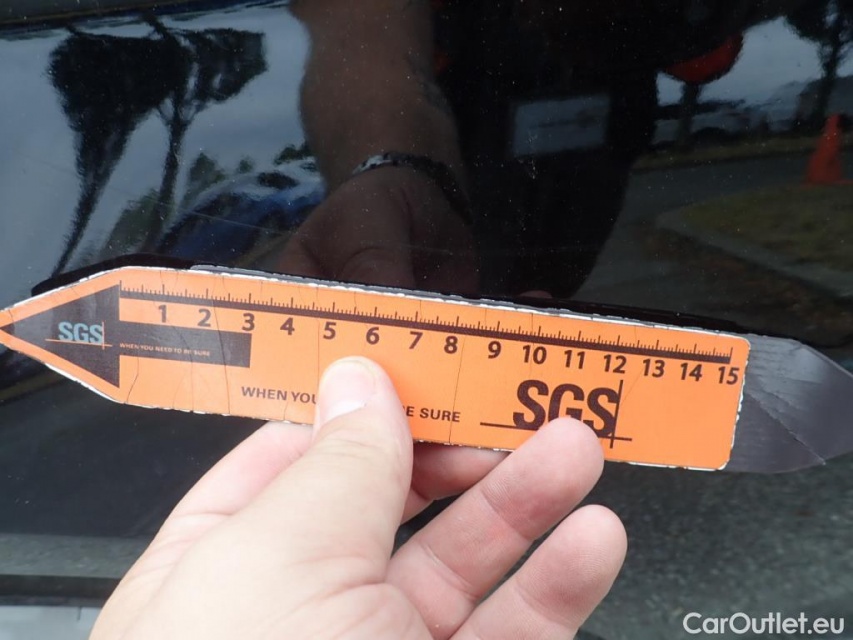 1 2 3 4 5 6 7 8 9 10 11 12 13 14 15
SGS
WHEN YOU NEED TO BE SURE
WHEN YOU
E SURE
SGS
CarOutlet.eu